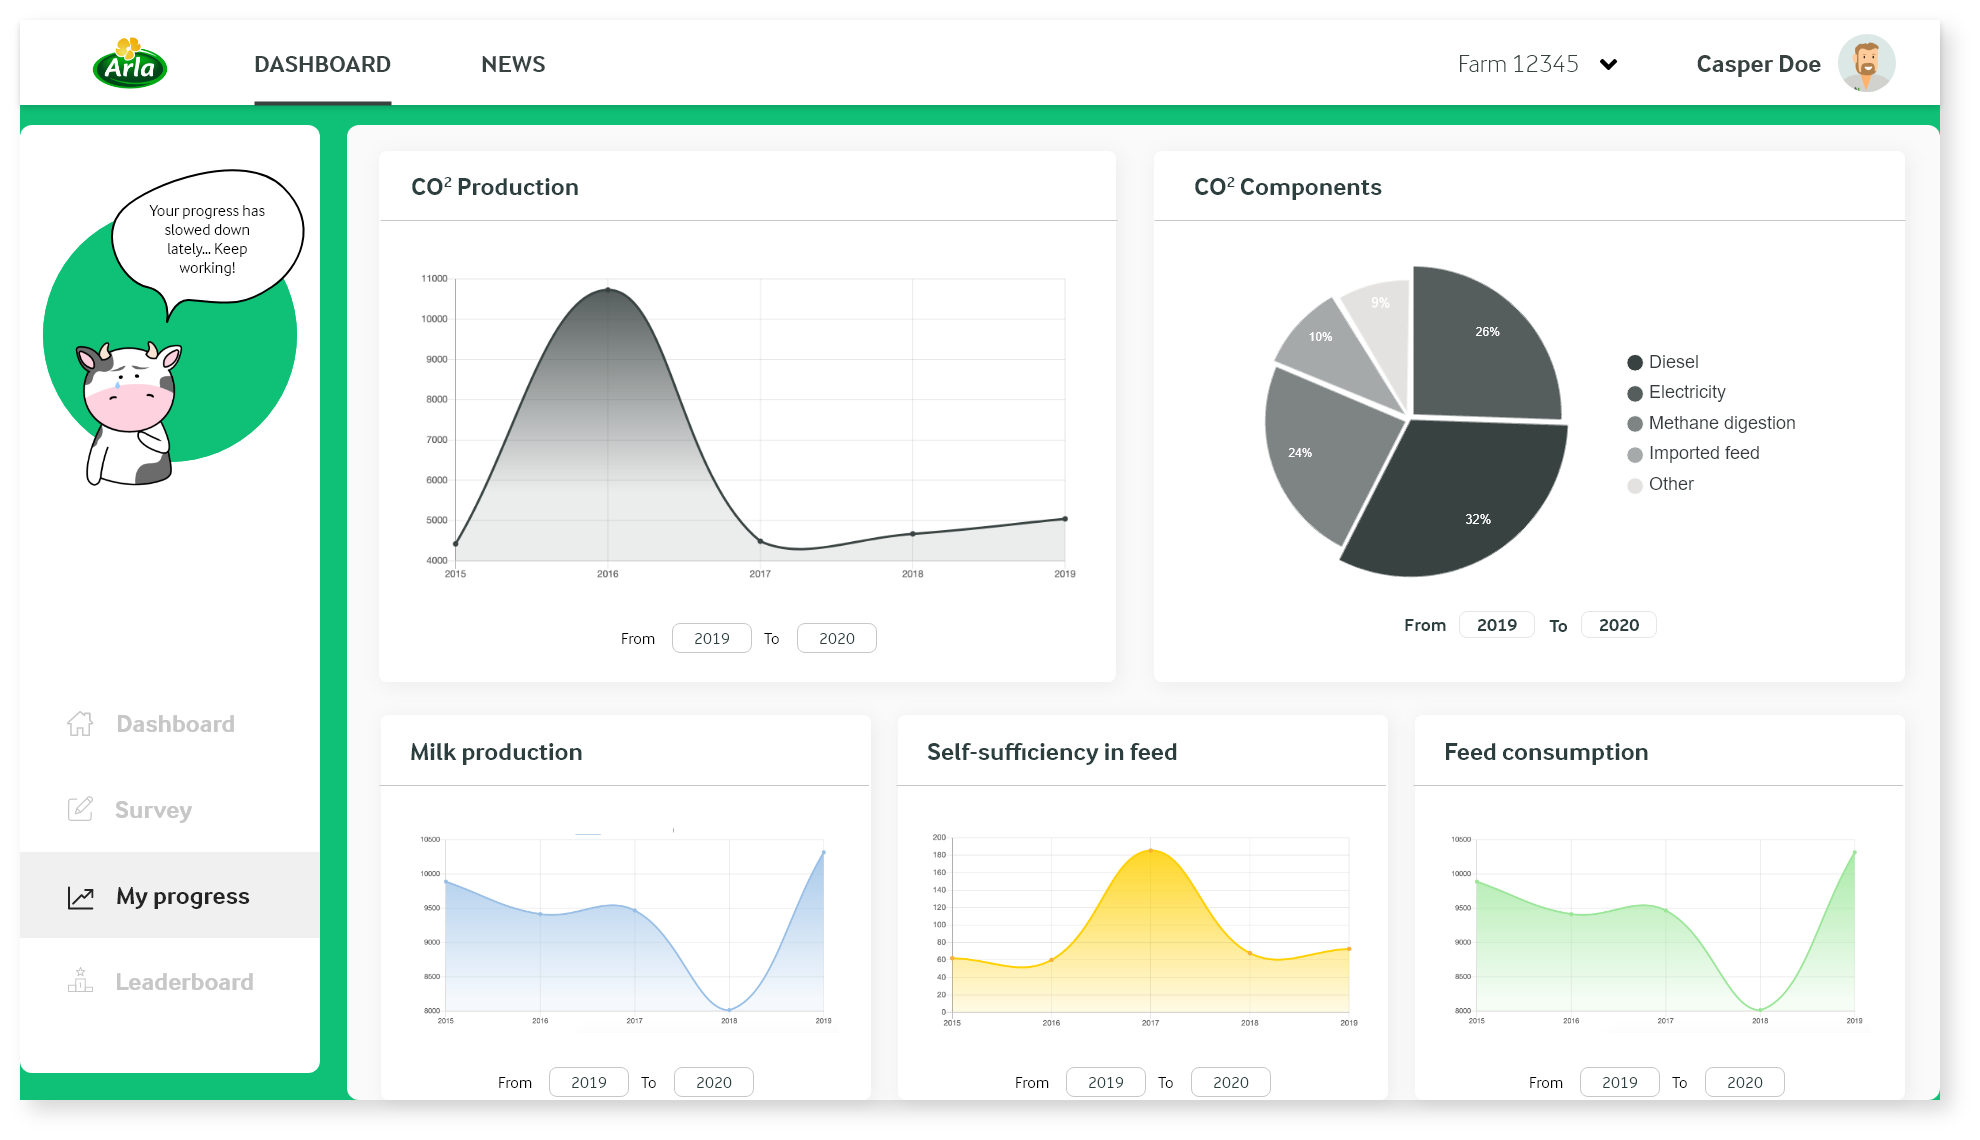 Arla
DASHBOARD
NEWS
Farm 12345
Casper Doe
Your progress has
slowed down
lately... Keep
working!
Dashboard
Survey
My progress
Leaderboard
CO² Production
11000
10000
9000
8000
7000
6000
5000
4000
2015 2016 2017 2018 2019
From 2019 To 2020
CO² Components
9%
26%
10%
24%
32%
Diesel
Electricity
Methane digestion
Imported feed
Other
From 2019 To 2020
Milk production
10500
10000
9500
9000
8500
8000
2015 2016 2017 2018 2019
From 2019 To 2020
Self-sufficiency in feed
200
180
160
140
120
100
80
60
40
20
0
2015 2016 2017 2018 2019
From 2019 To 2020
Feed consumption
10500
10000
9500
9000
8500
8000
2015 2016 2017 2018 2019
From 2019 To 2020